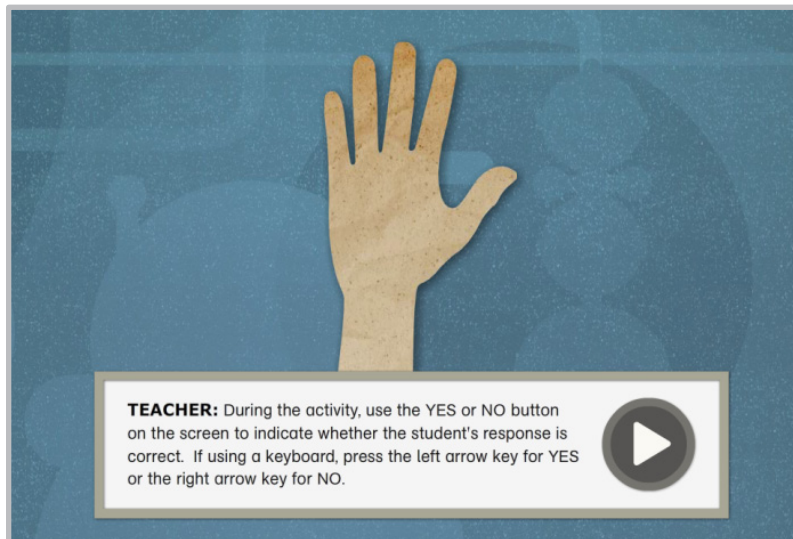 TEACHER: During the activity, use the YES or NO button
on the screen to indicate whether the student's response is
correct. If using a keyboard, press the left arrow key for YES
or the right arrow key for NO.